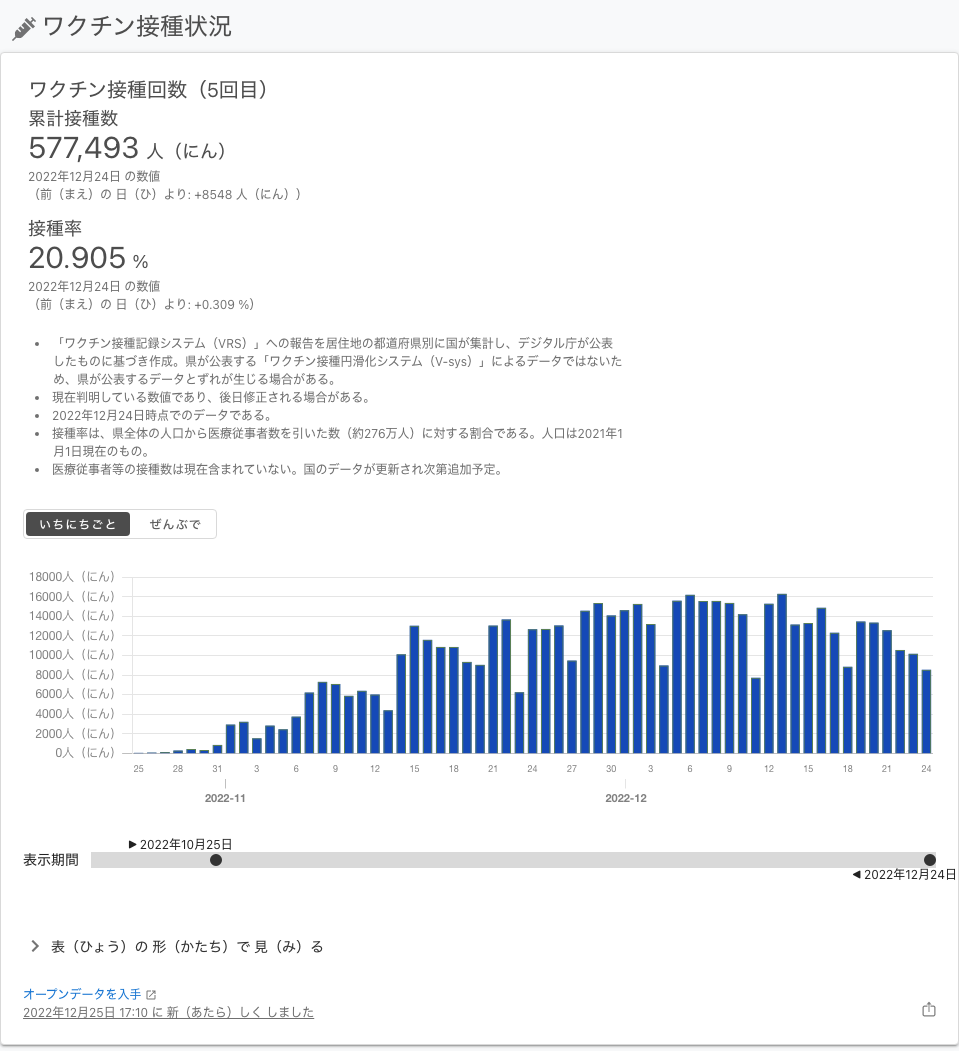 ワクチン接種状況
ワクチン接種回数（5回目）
累計接種数
577,493 人（にん）
2022年12月24日 の数値
（前（まえ）の 日（ひ）より: +8548 人（にん））
接種率
20.905 %
2022年12月24日 の数値
（前（まえ）の 日（ひ）より: +0.309 %）
• 「ワクチン接種記録システム（VRS）」への報告を居住地の都道府県別に国が集計し、デジタル庁が公表
したものに基づき作成。県が公表する「ワクチン接種円滑化システム（V-sys）」によるデータではないた
め、県が公表するデータとずれが生じる場合がある。
• 現在判明している数値であり、後日修正される場合がある。
• 2022年12月24日時点でのデータである。
• 接種率は、県全体の人口から医療従事者数を引いた数（約276万人）に対する割合である。人口は2021年1
月1日現在のもの。
• 医療従事者等の接種数は現在含まれていない。国のデータが更新され次第追加予定。
いちにちごと ぜんぶで
18000人（にん）
16000人（にん）
14000人（にん）
12000人（にん）
10000人（にん）
8000人（にん）
6000人（にん）
4000人（にん）
2000人（にん）
0人（にん）
25 28 31 3 6 9 12 15 18 21 24 27 30 3 6 9 12 15 18 21 24
2022-11 2022-12
▶ 2022年10月25日
表示期間
◀ 2022年12月24日
表（ひょう）の 形（かたち）で 見（み）る
オープンデータを入手
2022年12月25日 17:10 に 新（あたら）しく しました